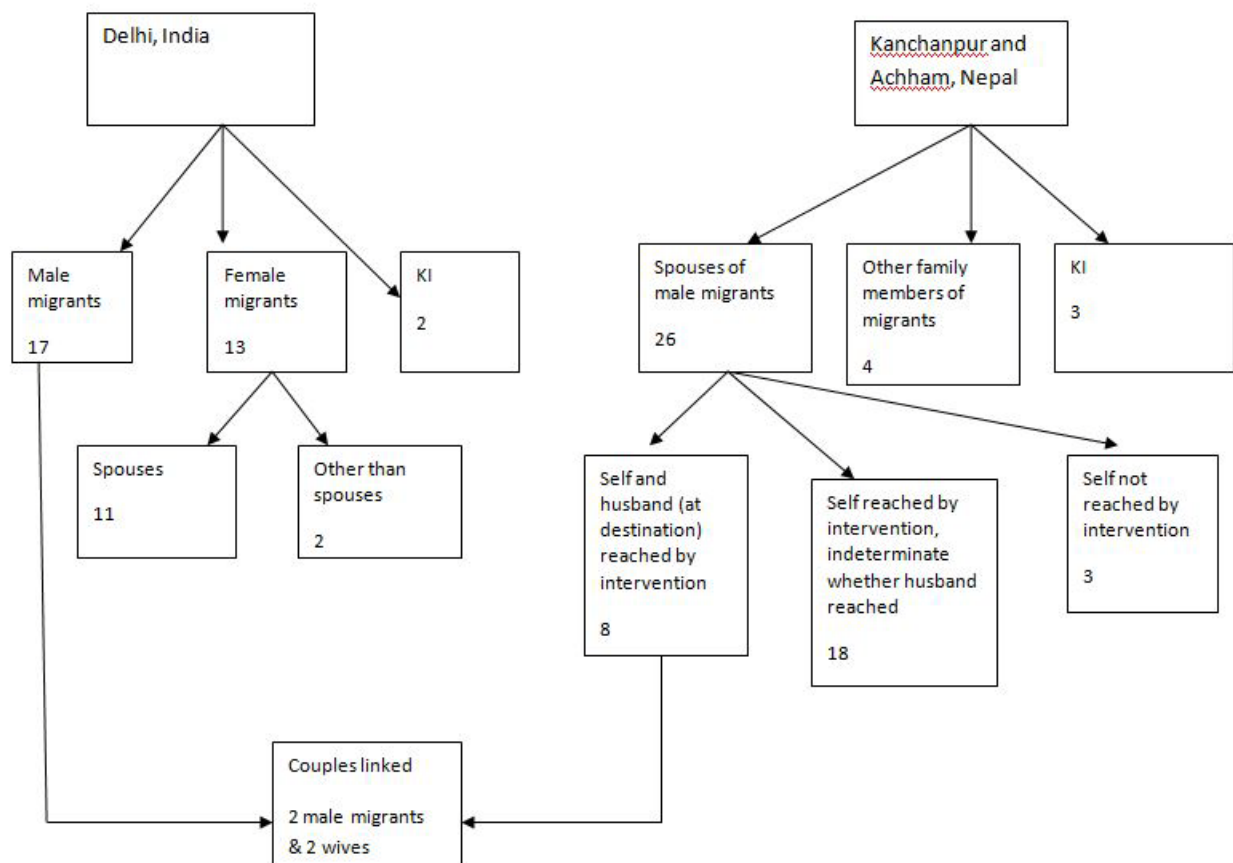 Delhi, India
Kanchanpur and
Achham, Nepal
Male
migrants
17
Female
migrants
13
KI
2
Spouses of
male migrants
26
Other family
members of
migrants
4
KI
3
Spouses
11
Other than
spouses
2
Self and
husband (at
destination)
reached by
intervention
8
Self reached by
intervention,
indeterminate
whether husband
reached
18
Self not
reached by
intervention
3
Couples linked
2 male migrants
& 2 wives